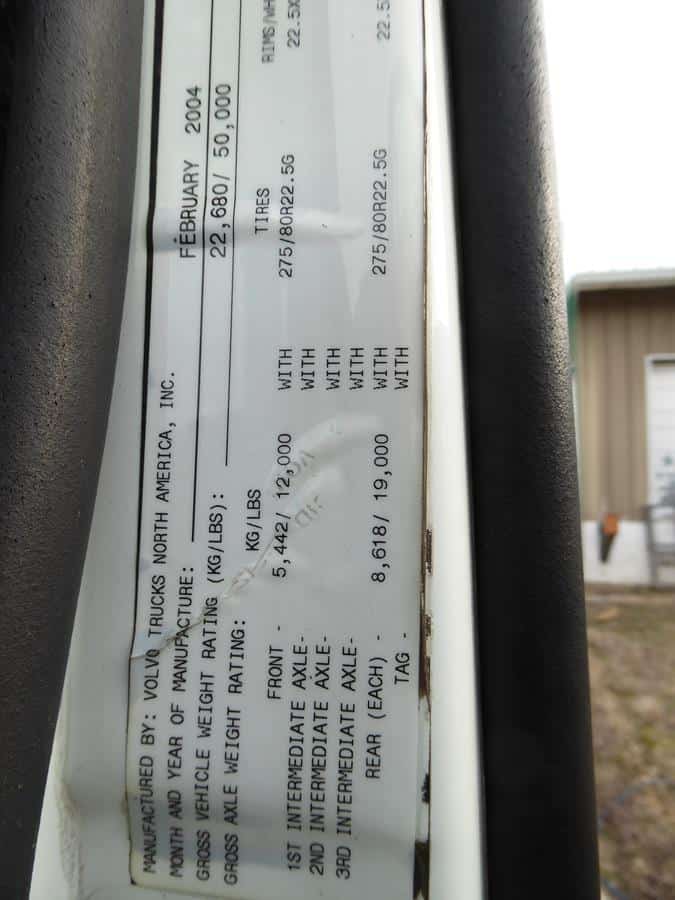 MANUFACTURED BY: VOLVO TRUCKS NORTH AMERICA, INC.
MONTH AND YEAR OF MANUFACTURE: FEBRUARY 2004
GROSS VEHICLE WEIGHT RATING (KG/LBS): 22,680/ 50,000
GROSS AXLE WEIGHT RATING: KG/LBS TIRES
FRONT - 5,442/ 12,000 WITH 275/80R22.5G 22.5X
1ST INTERMEDIATE AXLE- WITH
2ND INTERMEDIATE AXLE- WITH
3RD INTERMEDIATE AXLE- WITH
REAR (EACH) - 8,618/ 19,000 WITH 275/80R22.5G 22.5
TAG - WITH